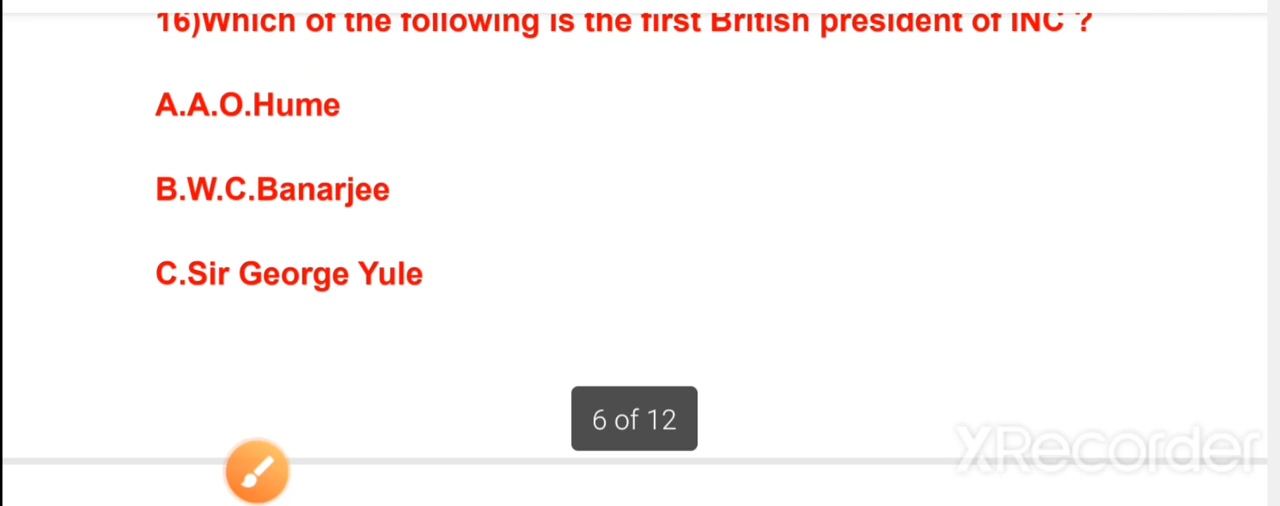 16)Which of the following is the first British president of INC ?
A.A.O.Hume
B.W.C.Banarjee
C.Sir George Yule
6 of 12
XRecorder